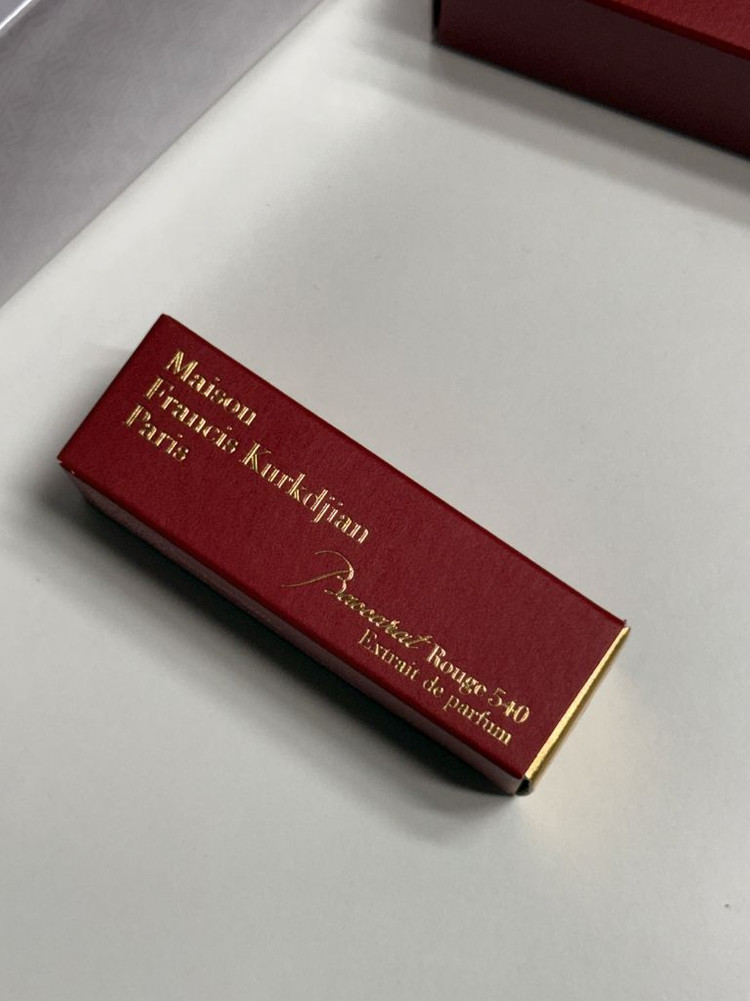 Maison
Francis Kurkdjian
Paris
Baccarat Rouge 540
Extrait de parfum